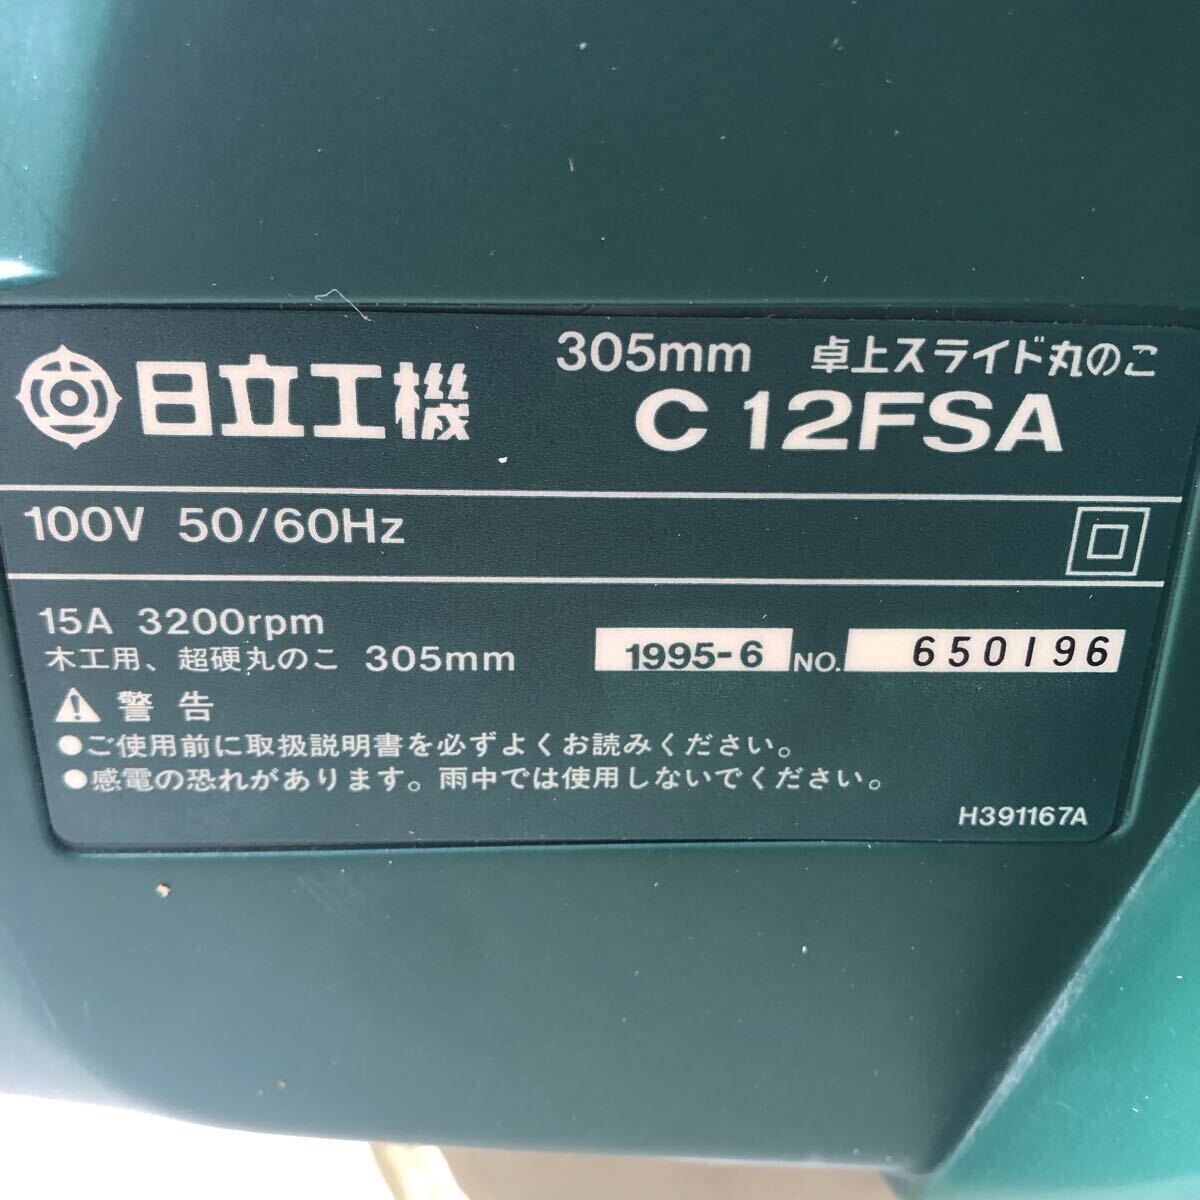 日立工機
305mm 卓上スライド丸のこ
C12FSA
100V 50/60Hz
15A 3200rpm
木工用、超硬丸のこ 305mm
1995-6 NO. 650196
警告
●ご使用前に取扱説明書を必ずよくお読みください。
●感電の恐れがあります。雨中では使用しないでください。
H391167A